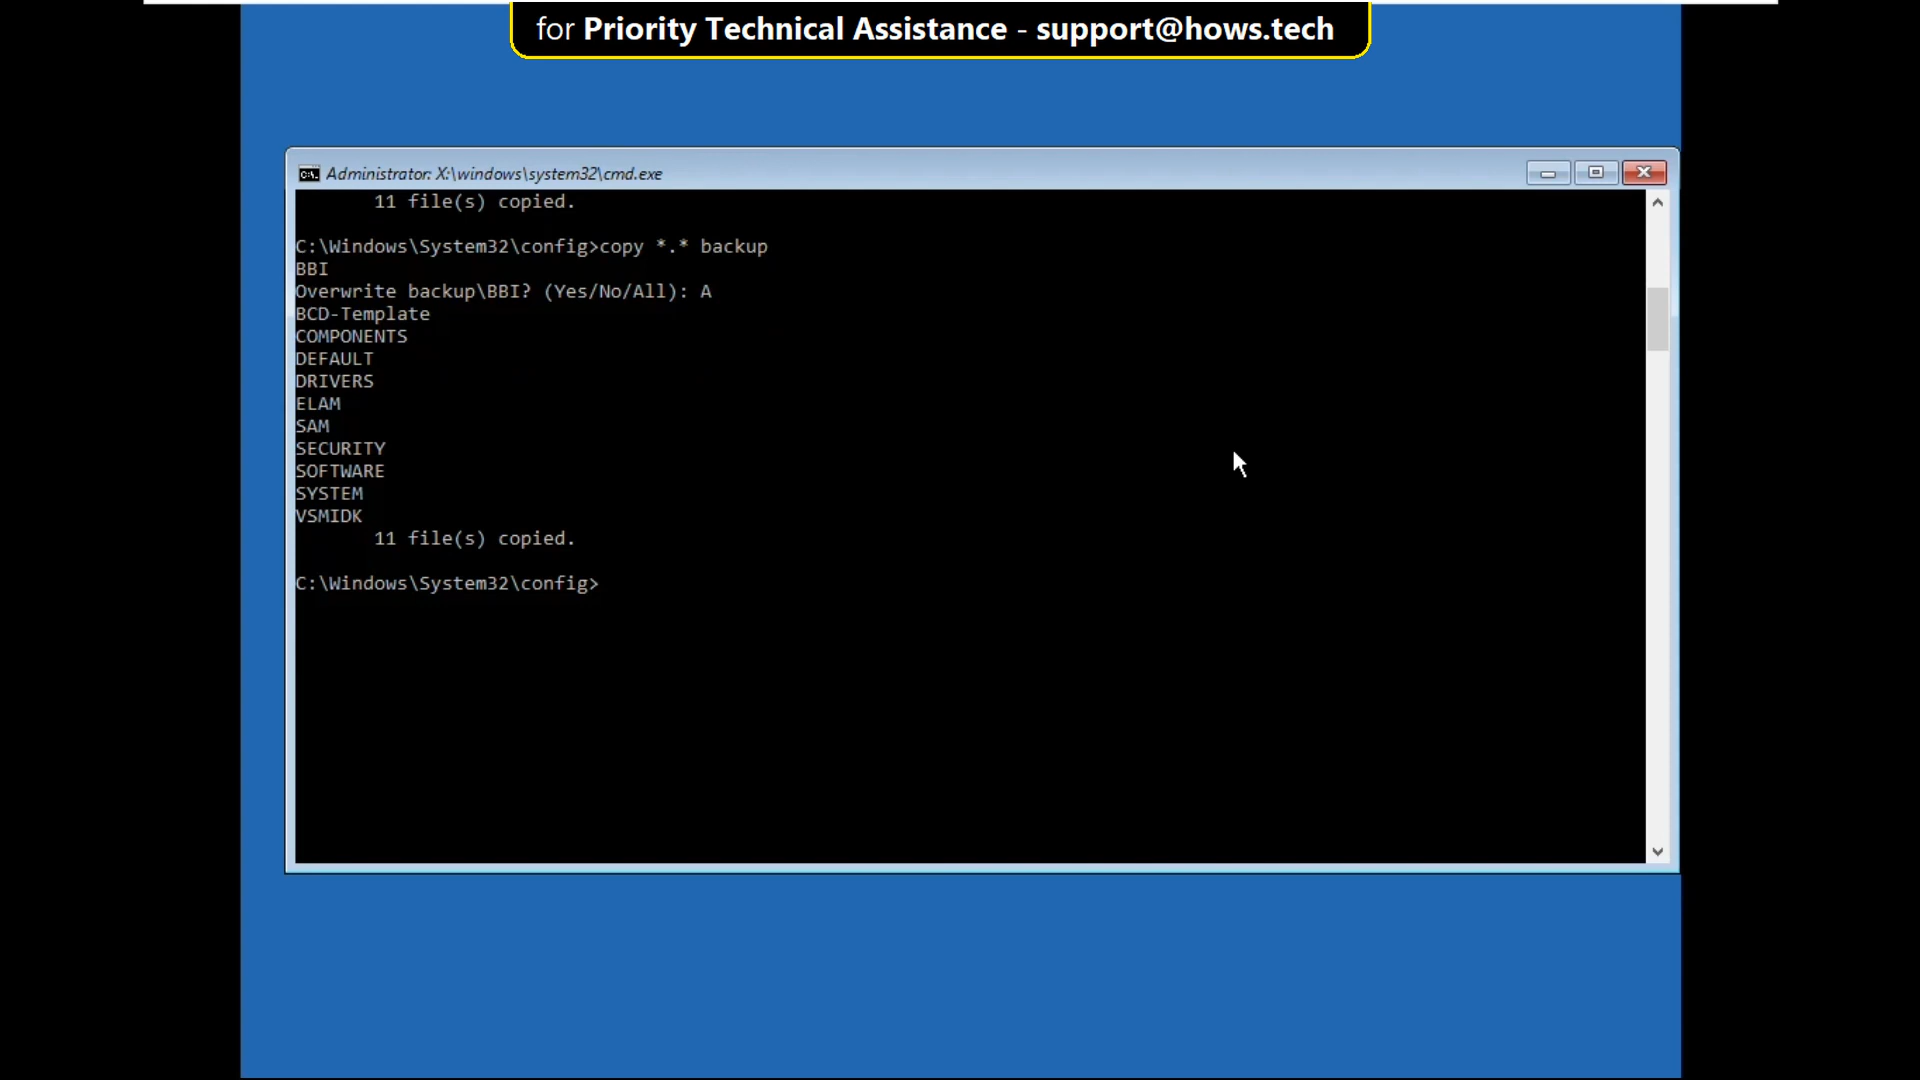 for Priority Technical Assistance - support@hows.tech
Administrator: X:\windows\system32\cmd.exe
11 file(s) copied.
C:\Windows\System32\config>copy *.* backup
BBI
Overwrite backup\BBI? (Yes/No/All): A
BCD-Template
COMPONENTS
DEFAULT
DRIVERS
ELAM
SAM
SECURITY
SOFTWARE
SYSTEM
VSMIDK
11 file(s) copied.
C:\Windows\System32\config>